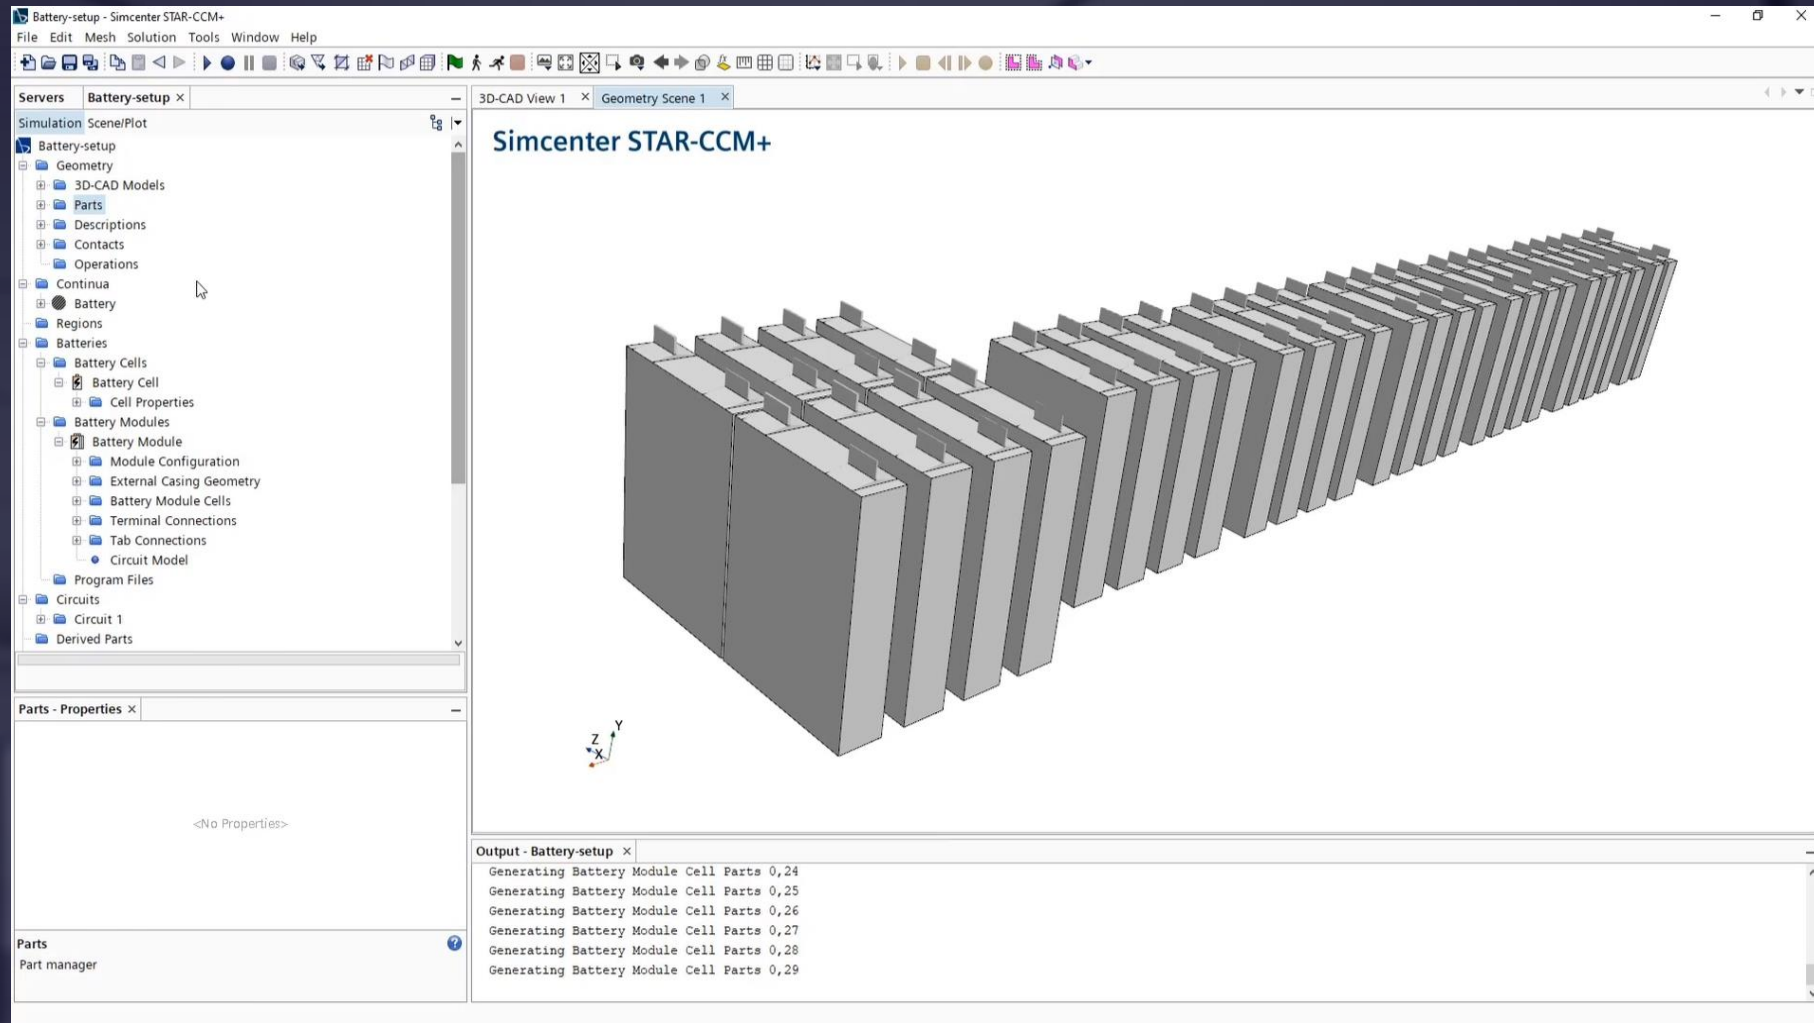 Battery-setup - Simcenter STAR-CCM+
File Edit Mesh Solution Tools Window Help
Servers Battery-setup
Simulation Scene/Plot
Battery-setup
Geometry
3D-CAD Models
Parts
Descriptions
Contacts
Operations
Continua
Battery
Regions
Batteries
Battery Cells
Battery Cell
Cell Properties
Battery Modules
Battery Module
Module Configuration
External Casing Geometry
Battery Module Cells
Terminal Connections
Tab Connections
Circuit Model
Program Files
Circuits
Circuit 1
Derived Parts
Parts - Properties
<No Properties>
Parts
Part manager
3D-CAD View 1 Geometry Scene 1
Simcenter STAR-CCM+
Y
Z
X
Output - Battery-setup
Generating Battery Module Cell Parts 0,24
Generating Battery Module Cell Parts 0,25
Generating Battery Module Cell Parts 0,26
Generating Battery Module Cell Parts 0,27
Generating Battery Module Cell Parts 0,28
Generating Battery Module Cell Parts 0,29